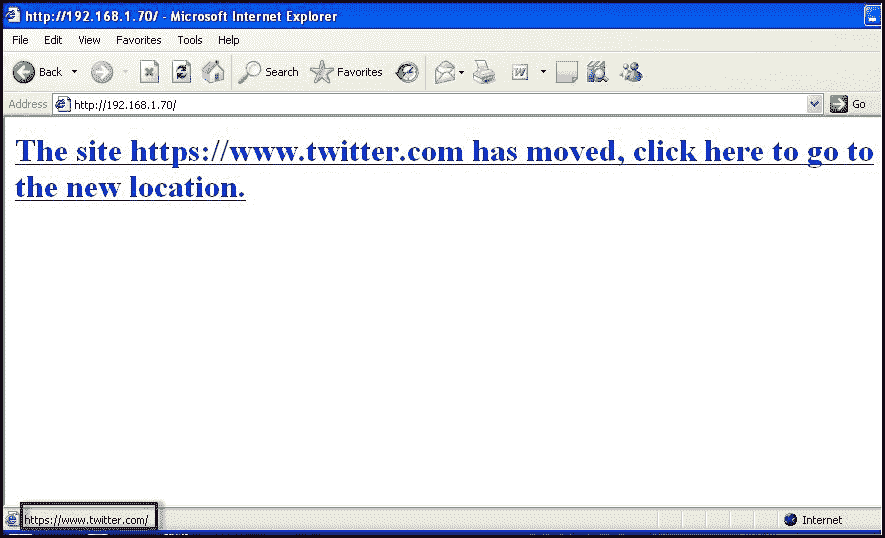 http://192.168.1.70/ - Microsoft Internet Explorer
File Edit View Favorites Tools Help
Back Search Favorites W
Address http://192.168.1.70/ Go
The site https://www.twitter.com has moved, click here to go to
the new location.
https://www.twitter.com/ Internet